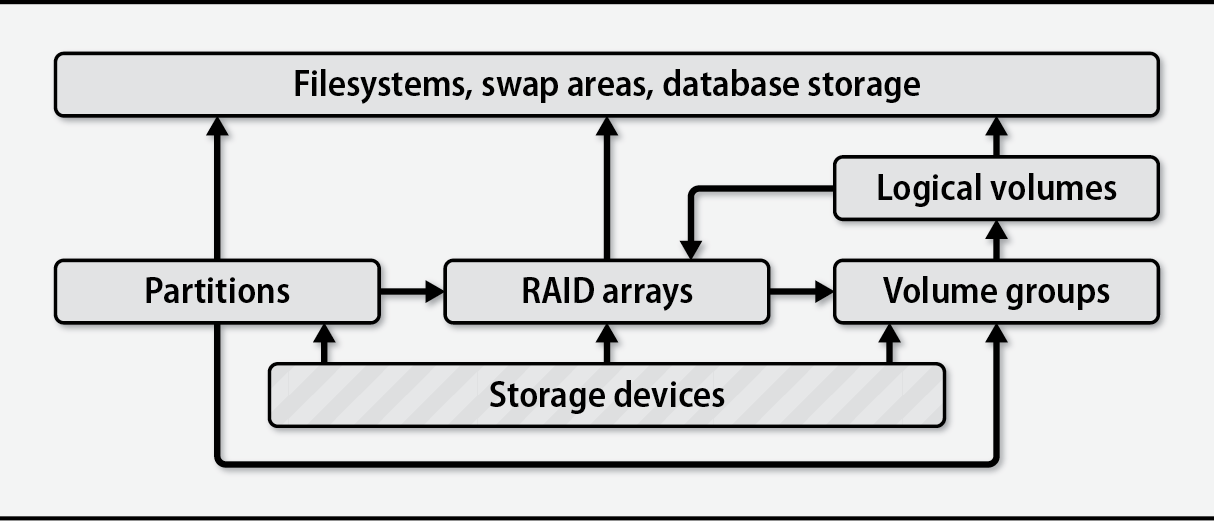 Filesystems, swap areas, database storage
Logical volumes
Partitions
RAID arrays
Volume groups
Storage devices